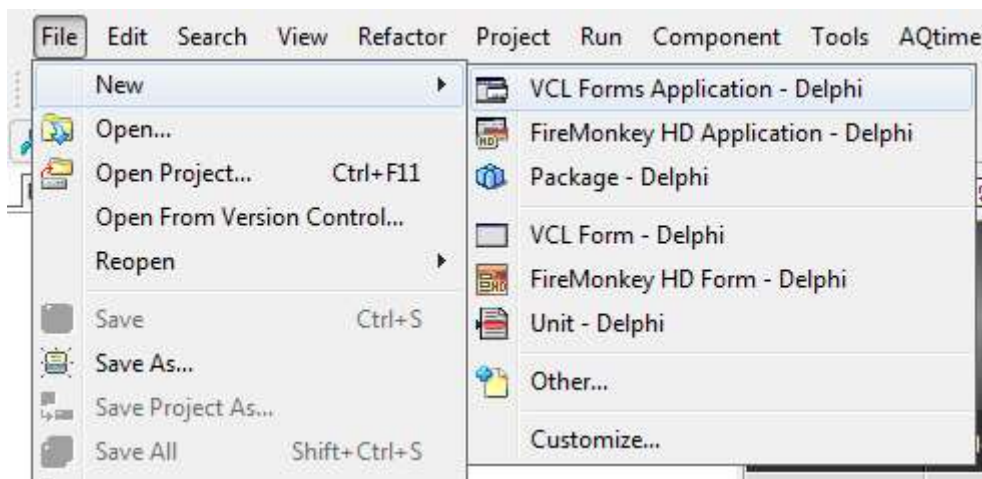 File Edit Search View Refactor Project Run Component Tools AQtime
New
Open...
Open Project... Ctrl+F11
Open From Version Control...
Reopen
Save Ctrl+S
Save As...
Save Project As...
Save All Shift+Ctrl+S
VCL Forms Application - Delphi
FireMonkey HD Application - Delphi
Package - Delphi
VCL Form - Delphi
FireMonkey HD Form - Delphi
Unit - Delphi
Other...
Customize...